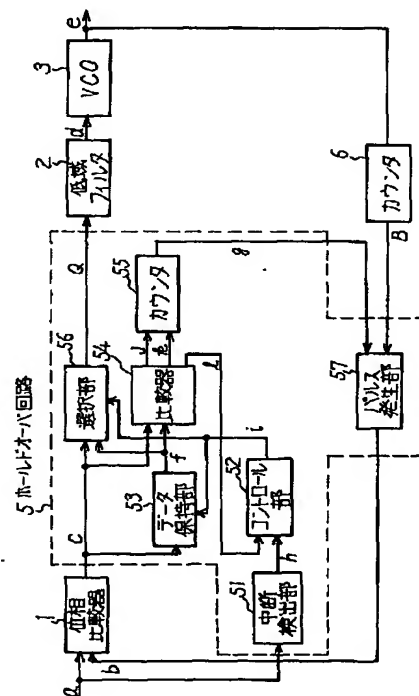 5 ホールドオーバ回路
a
b
1
位相
比較器
c
56
選択部
Q
2
低域
フィルタ
d
3
VCO
e
53
データ
保持部
f
54
比較器
j
k
l
55
カウンタ
g
51
中断
検出部
h
52
コントロール
部
i
57
パルス
発生部
6
カウンタ
B